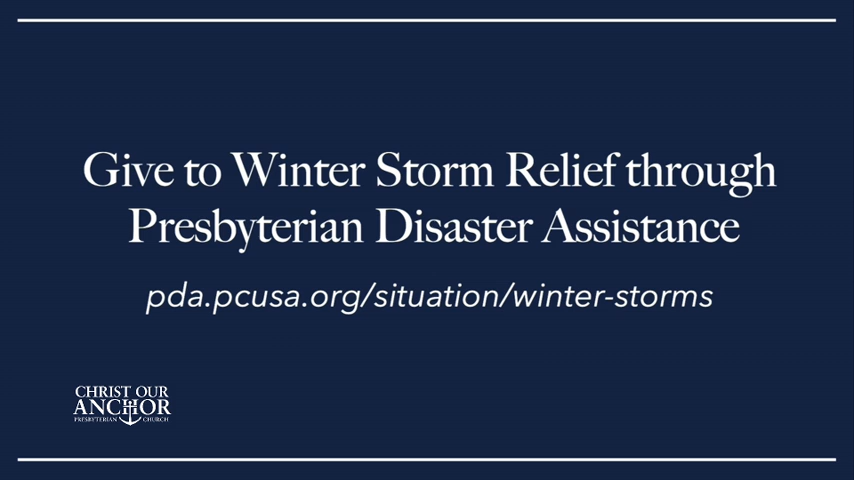 Give to Winter Storm Relief through
Presbyterian Disaster Assistance
pda.pcusa.org/situation/winter-storms
CHRIST OUR
ANCHOR
PRESBYTERIAN CHURCH